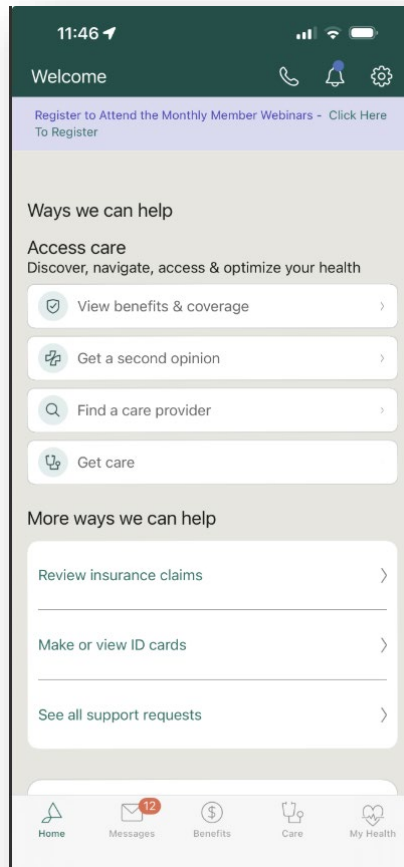 11:46
Welcome
Register to Attend the Monthly Member Webinars - Click Here
To Register
Ways we can help
Access care
Discover, navigate, access & optimize your health
View benefits & coverage
Get a second opinion
Find a care provider
Get care
More ways we can help
Review insurance claims
Make or view ID cards
See all support requests
12
Home Messages Benefits Care My Health